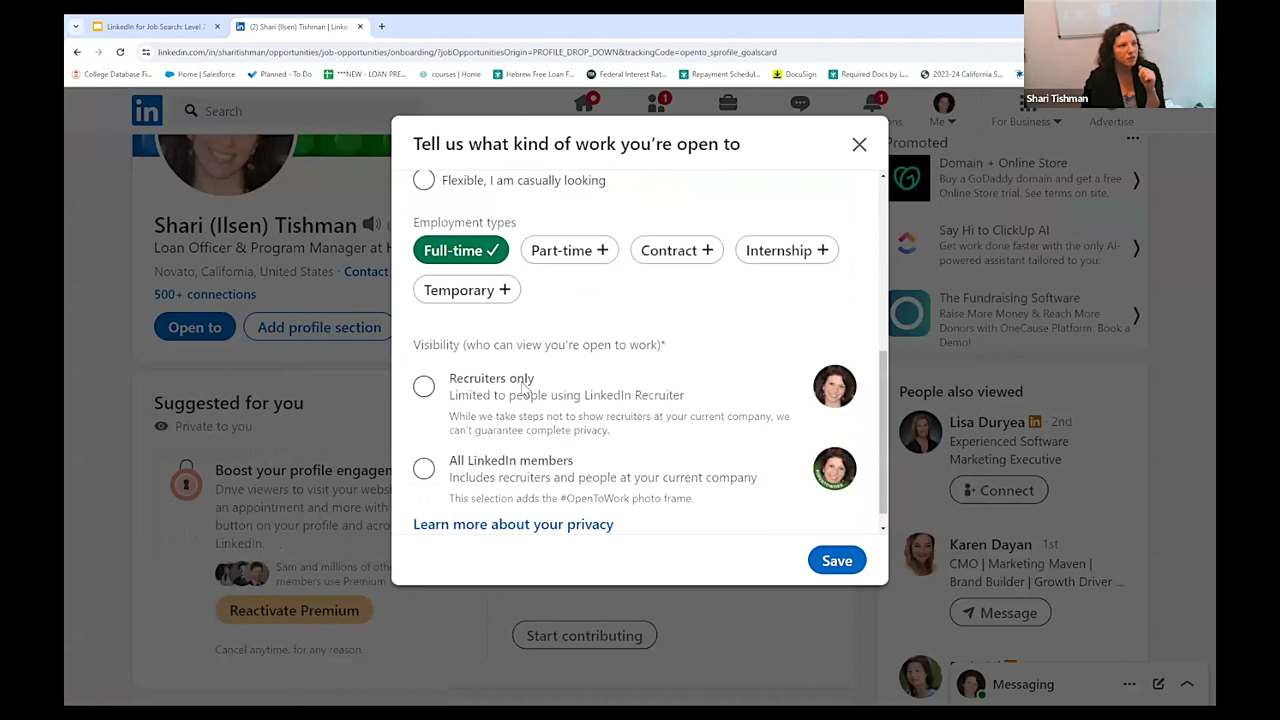 LinkedIn for Job Search: Level
(2) Shari (Ilsen) Tishman | Linke
linkedin.com/in/sharitishman/opportunities/job-opportunities/onboarding/?jobOpportunitiesOrigin=PROFILE_DROP_DOWN&trackingCode=opento_sprofile_goalscard
College Database Fi... Home | Salesforce Planned - To Do ***NEW - LOAN PRE... courses | Home Hebrew Free Loan F... Federal Interest Rat... Repayment Schedul... DocuSign Required Docs by L... 2023-24 California S...
Shari Tishman
in Search
1 1
Me For Business Advertise
Tell us what kind of work you're open to
Flexible, I am casually looking
Employment types
Full-time Part-time Contract Internship
Temporary
Visibility (who can view you're open to work)*
Recruiters only
Limited to people using LinkedIn Recruiter
While we take steps not to show recruiters at your current company, we
can't guarantee complete privacy.
All LinkedIn members
Includes recruiters and people at your current company
This selection adds the #OpenToWork photo frame.
#OPENTOWORK
Learn more about your privacy
Save
Shari (Ilsen) Tishman
Loan Officer & Program Manager at
Novato, California, United States · Contact
500+ connections
Open to Add profile section
Suggested for you
Private to you
Boost your profile engagem
Drive viewers to visit your webs
an appointment and more with
button on your profile and acros
LinkedIn.
Sam and millions of othe
members use Premium
Reactivate Premium
Cancel anytime, for any reason.
Start contributing
Promoted
Domain + Online Store
Buy a GoDaddy domain and get a free
Online Store trial. See terms on site.
Say Hi to ClickUp AI
Get work done faster with the only AI-
powered assistant tailored to you.
The Fundraising Software
Raise More Money & Reach More
Donors with OneCause Platform. Book a
Demo!
People also viewed
Lisa Duryea in · 2nd
Experienced Software
Marketing Executive
Connect
Karen Dayan · 1st
CMO | Marketing Maven |
Brand Builder | Growth Driver ...
Message
Messaging